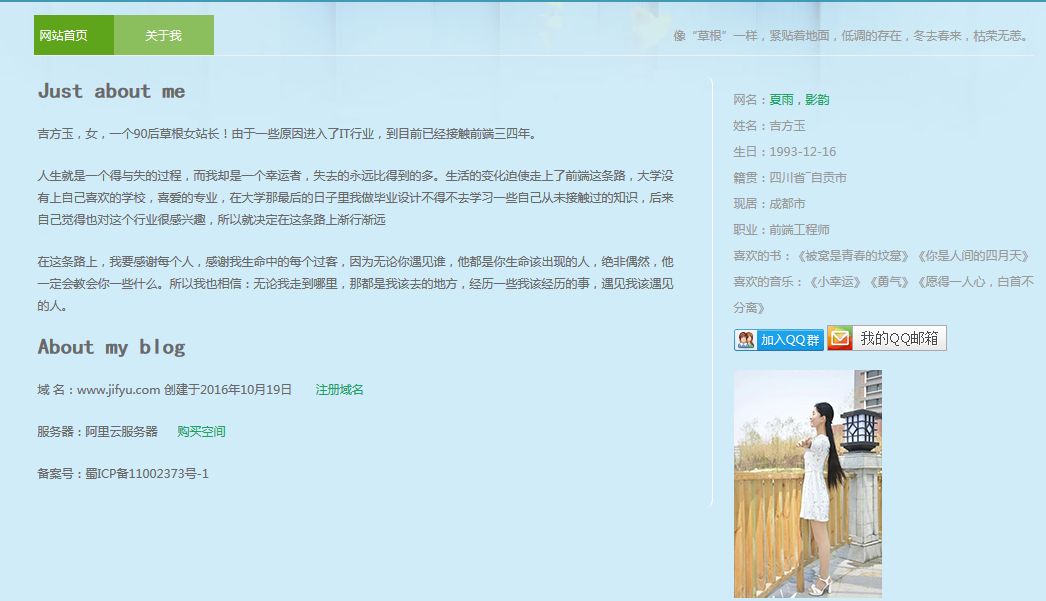 网站首页
关于我
像“草根”一样，紧贴着地面，低调的存在，冬去春来，枯荣无恙。
Just about me
吉方玉，女，一个90后草根女站长！由于一些原因进入了IT行业，到目前已经接触前端三四年。
人生就是一个得与失的过程，而我却是一个幸运者，失去的永远比得到的多。生活的变化迫使走上了前端这条路，大学没
有上自己喜欢的学校，喜爱的专业，在大学那最后的日子里我做毕业设计不得不去学习一些自己从未接触过的知识，后来
自己觉得也对这个行业很感兴趣，所以就决定在这条路上渐行渐远
在这条路上，我要感谢每个人，感谢我生命中的每个过客，因为无论你遇见谁，他都是你生命该出现的人，绝非偶然，他
一定会教会你一些什么。所以我也相信：无论我走到哪里，那都是我该去的地方，经历一些我该经历的事，遇见我该遇见
的人。
About my blog
域 名：www.jifyu.com 创建于2016年10月19日 注册域名
服务器：阿里云服务器 购买空间
备案号：蜀ICP备11002373号-1
网名：夏雨，影韵
姓名：吉方玉
生日：1993-12-16
籍贯：四川省~自贡市
现居：成都市
职业：前端工程师
喜欢的书：《被窝是青春的坟墓》《你是人间的四月天》
喜欢的音乐：《小幸运》《勇气》《愿得一人心，白首不
分离》
加入QQ群
我的QQ邮箱